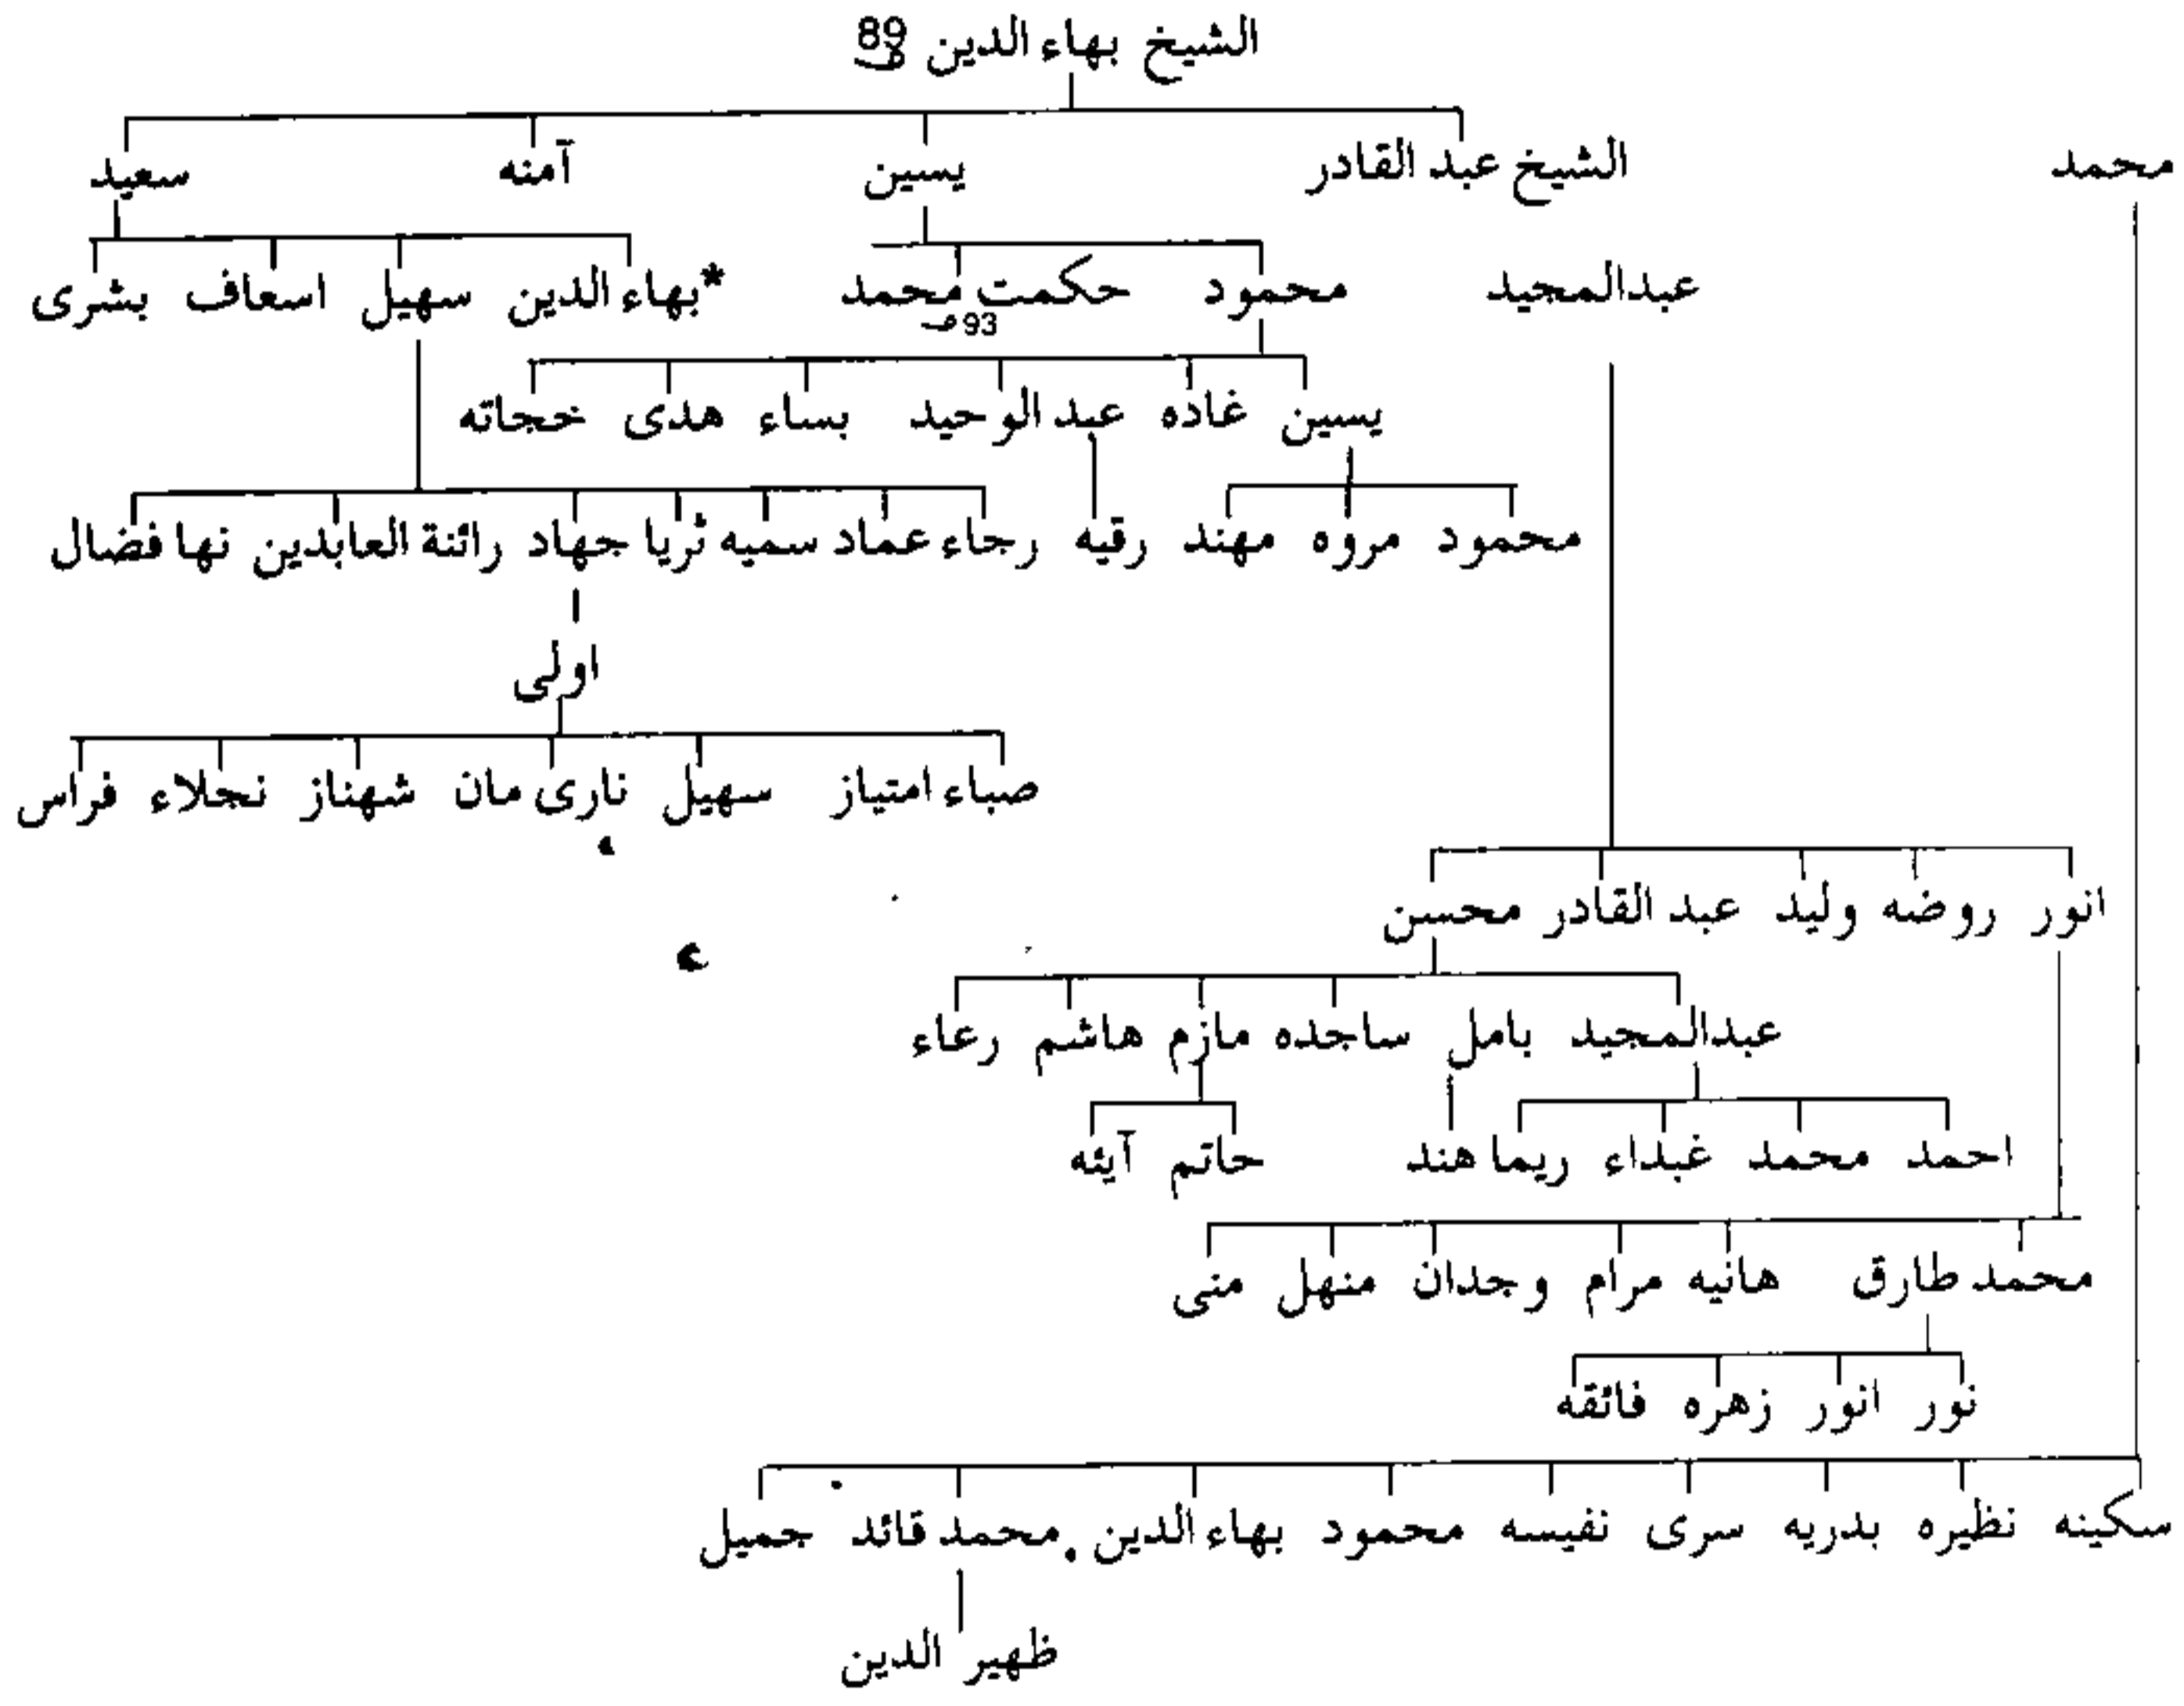 الشيخ بهاء الدين ص 89
محمد الشيخ عبد القادر يسين آمنه سعيد
عبدالمجيد محمود حكمت محمد *بهاء الدين سهيل اسعاف بشرى
ص 93
يسين غاده عبد الوحيد بساء هدى خجاته
محمود مروه مهند رقيه رجاء عماد سميه ثريا جهاد رائنة العابدين نها فضال
اولى
صباء امتياز سهيل نارى مان شهناز نجلاء فراس
انور روضه وليد عبد القادر محسن
عبدالمجيد بامل ساجده مازم هاشم رعاء
احمد محمد غبداء ريما هند حاتم آيثه
محمد طارق هانيه مرام وجدان منهل منى
نور انور زهره فائقه
سكينه نظيره بدريه سرى نفيسه محمود بهاء الدين محمد قائد جميل
ظهير الدين